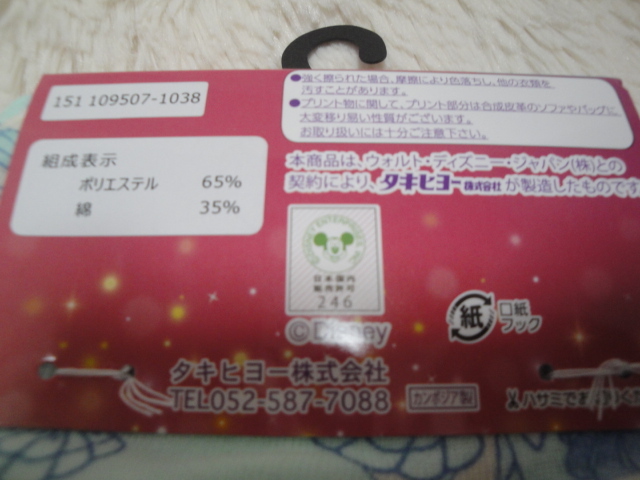 151 109507-1038
●強く擦られた場合、摩擦により色落ちし、他の衣類を
汚すことがあります。
●プリント物に関して、プリント部分は合成皮革のソファやバッグに
大変移り易い性質がございます。
お取り扱いには十分ご注意下さい。
組成表示
ポリエステル 65%
綿 35%
本商品は、ウォルト・ディズニー・ジャパン(株)との
契約により、タキヒヨー株式会社が製造したものです
日本国内
販売許可
246
©Disney
紙
口紙
フック
タキヒヨー株式会社
TEL052-587-7088
カンボジア製
ハサミでお